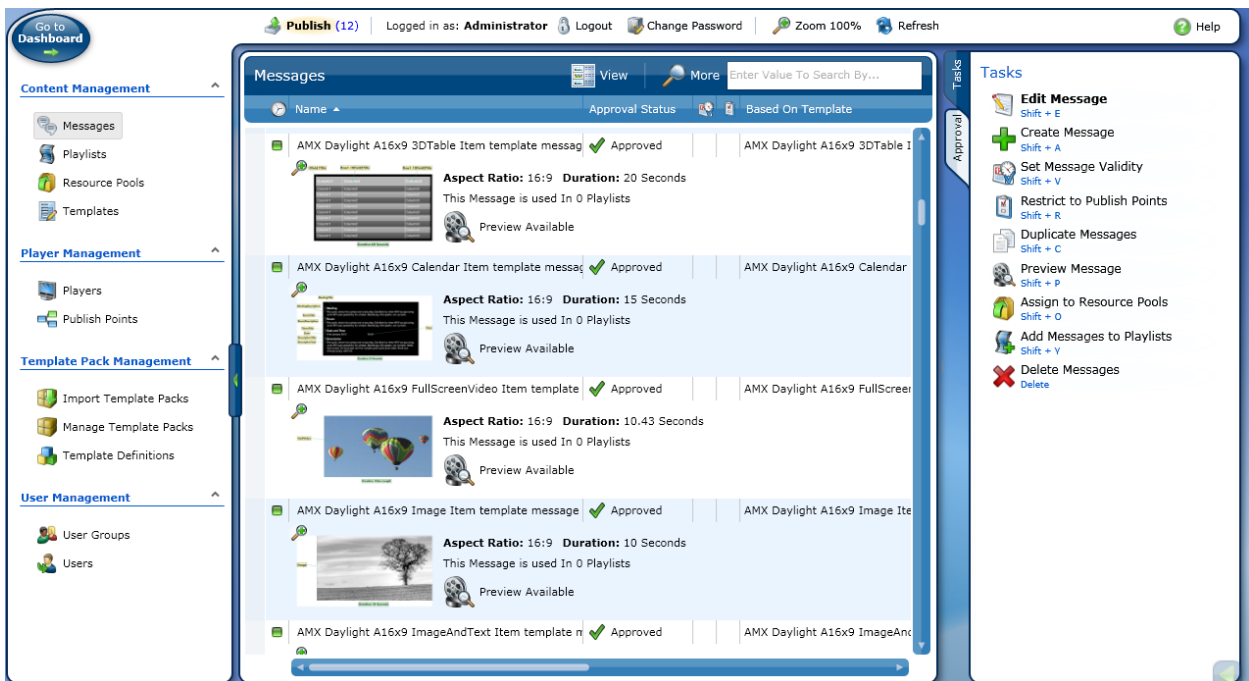 Go to
Dashboard
Publish (12)
Logged in as: Administrator
Logout
Change Password
Zoom 100%
Refresh
Help
Content Management
Messages
Playlists
Resource Pools
Templates
Player Management
Players
Publish Points
Template Pack Management
Import Template Packs
Manage Template Packs
Template Definitions
User Management
User Groups
Users
Messages
View
More
Enter Value To Search By...
Name
Approval Status
Based On Template
AMX Daylight A16x9 3DTable Item template messag
Approved
AMX Daylight A16x9 3DTable I
Aspect Ratio: 16:9 Duration: 20 Seconds
This Message is used In 0 Playlists
Preview Available
AMX Daylight A16x9 Calendar Item template messag
Approved
AMX Daylight A16x9 Calendar
Aspect Ratio: 16:9 Duration: 15 Seconds
This Message is used In 0 Playlists
Preview Available
AMX Daylight A16x9 FullScreenVideo Item template
Approved
AMX Daylight A16x9 FullScreen
Aspect Ratio: 16:9 Duration: 10.43 Seconds
This Message is used In 0 Playlists
Preview Available
AMX Daylight A16x9 Image Item template message
Approved
AMX Daylight A16x9 Image Ite
Aspect Ratio: 16:9 Duration: 10 Seconds
This Message is used In 0 Playlists
Preview Available
AMX Daylight A16x9 ImageAndText Item template m
Approved
AMX Daylight A16x9 ImageAnd
Tasks
Approval
Tasks
Edit Message
Shift + E
Create Message
Shift + A
Set Message Validity
Shift + V
Restrict to Publish Points
Shift + R
Duplicate Messages
Shift + C
Preview Message
Shift + P
Assign to Resource Pools
Shift + O
Add Messages to Playlists
Shift + Y
Delete Messages
Delete